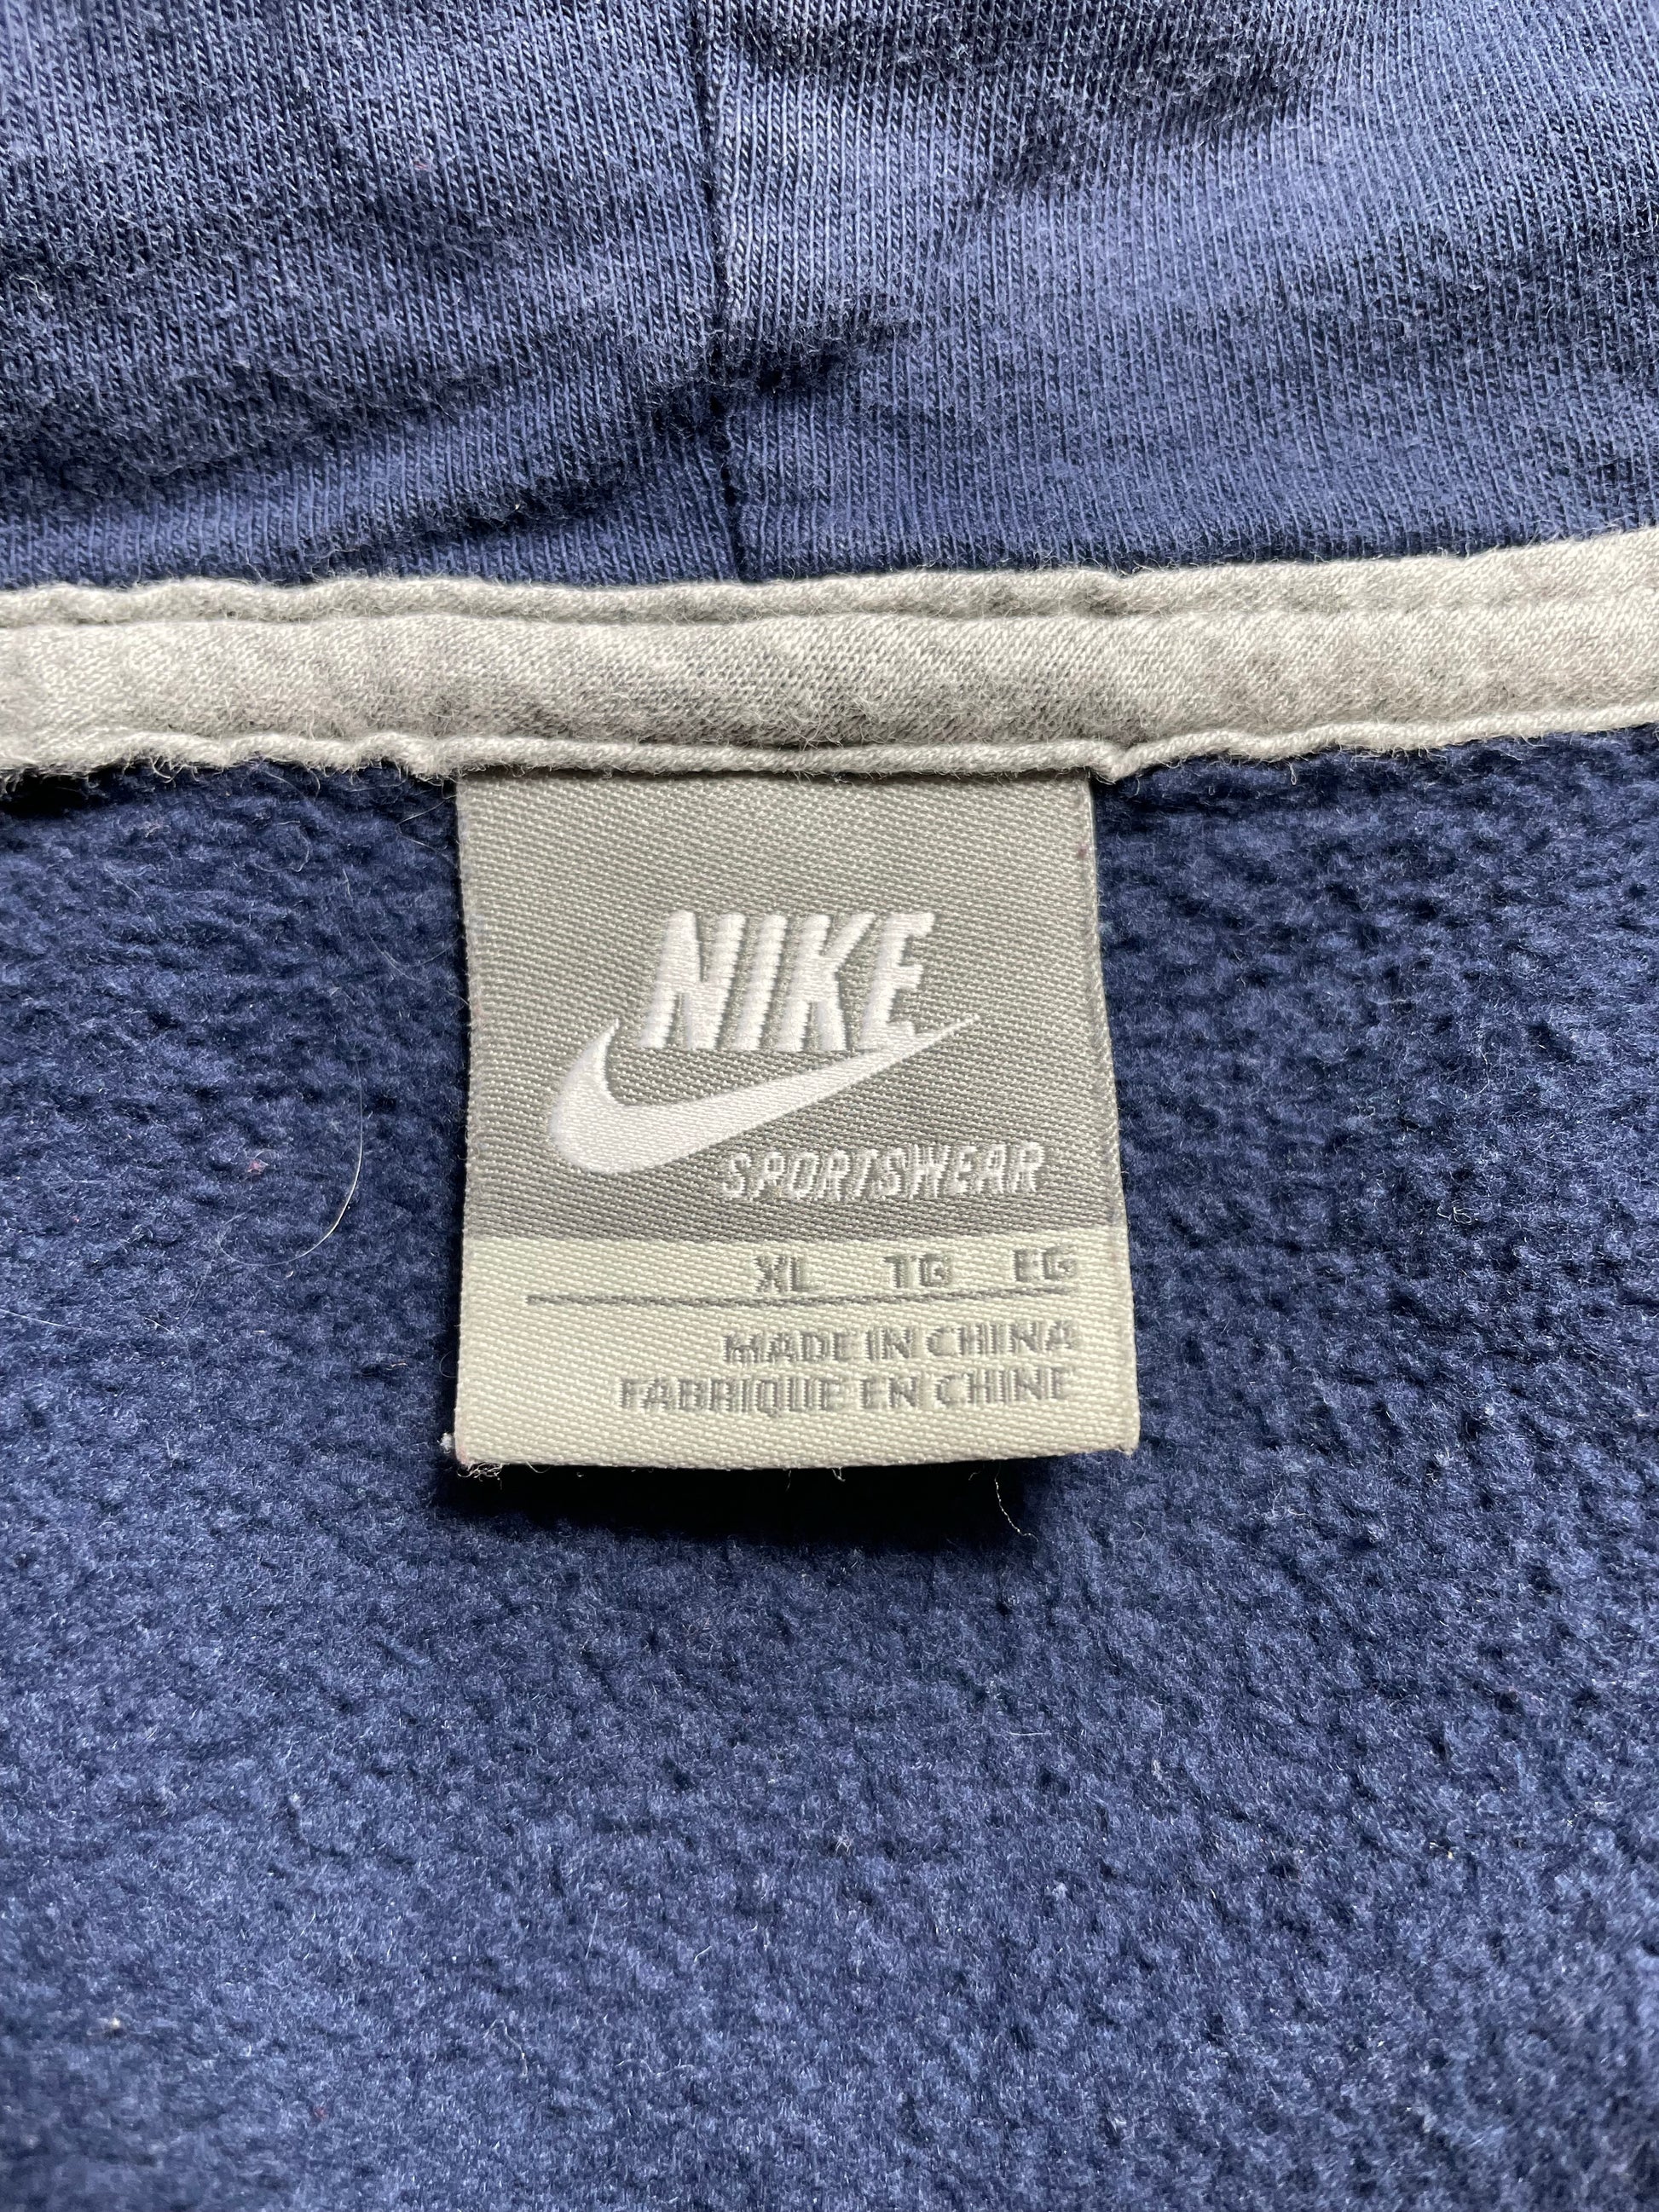 NIKE
SPORTSWEAR
XL TG EG
MADE IN CHINA
FABRIQUE EN CHINE